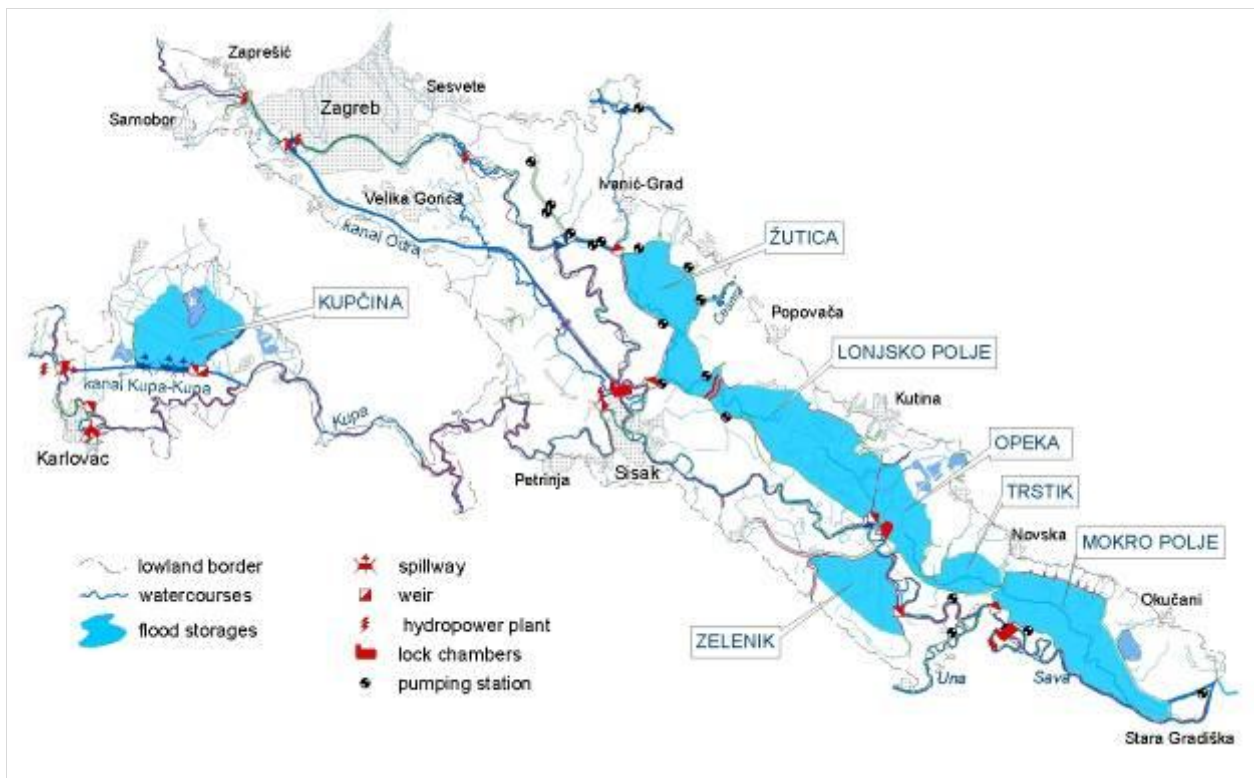 Zaprešić
Sesvete
Zagreb
Samobor
Ivanić-Grad
Velika Gorica
ŽUTICA
kanal Odra
KUPČINA
Česma
Popovača
LONJSKO POLJE
kanal Kupa-Kupa
Kutina
Kupa
OPEKA
Karlovac
Petrinja
Sisak
TRSTIK
Novska
MOKRO POLJE
lowland border
spillway
watercourses
weir
Okučani
flood storages
hydropower plant
ZELENIK
lock chambers
Una
Sava
pumping station
Stara Gradiška